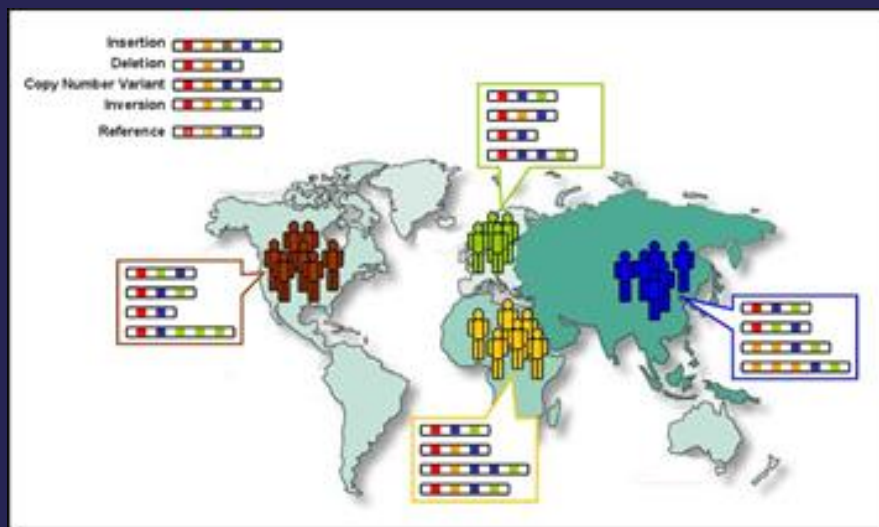 Insertion
Deletion
Copy Number Variant
Inversion
Reference